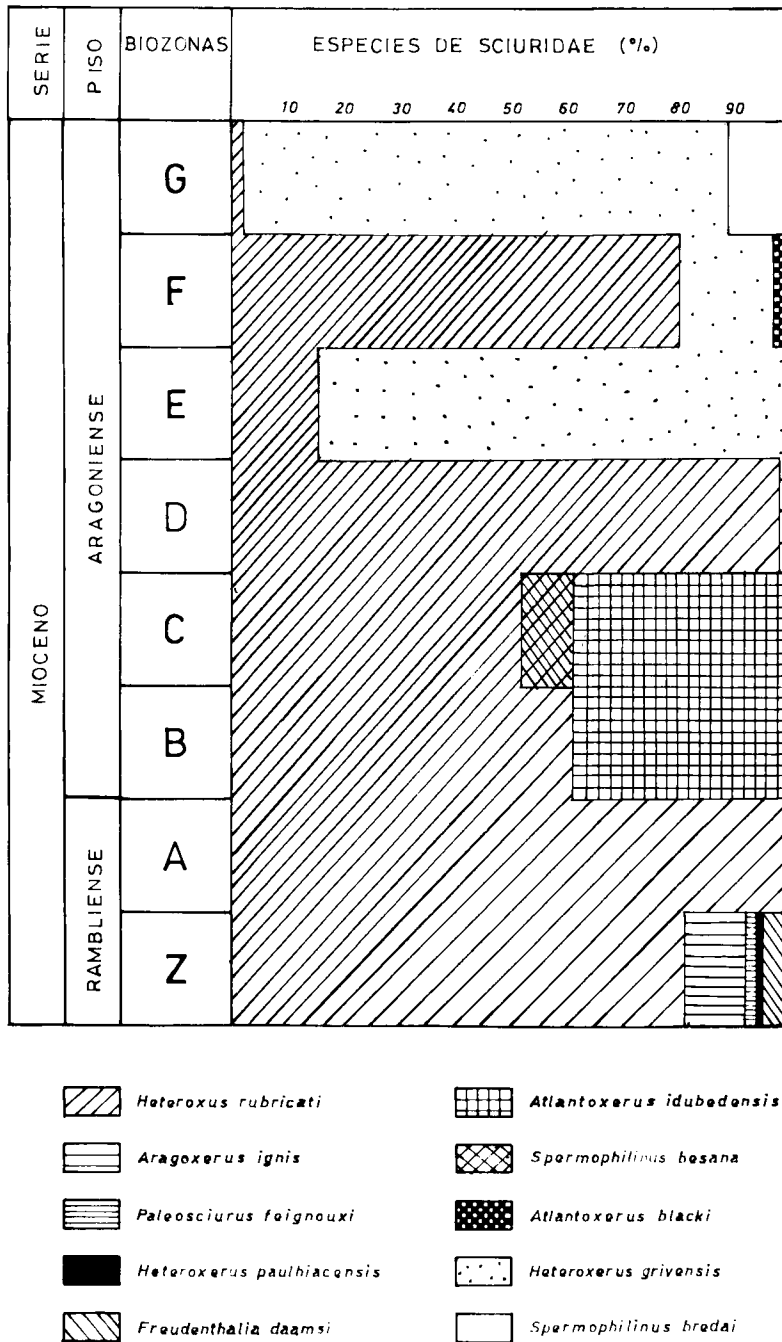 SERIE
PISO
BIOZONAS
ESPECIES DE SCIURIDAE (%)
10 20 30 40 50 60 70 80 90
MIOCENO
ARAGONIENSE
RAMBLIENSE
G
F
E
D
C
B
A
Z
Heteroxus rubricati
Aragoxerus ignis
Paleosciurus feignouxi
Heteroxerus paulhiacensis
Freudenthalia daamsi
Atlantoxerus idubedensis
Spermophilinus besana
Atlantoxerus blacki
Heteroxerus grivensis
Spermophilinus bredai